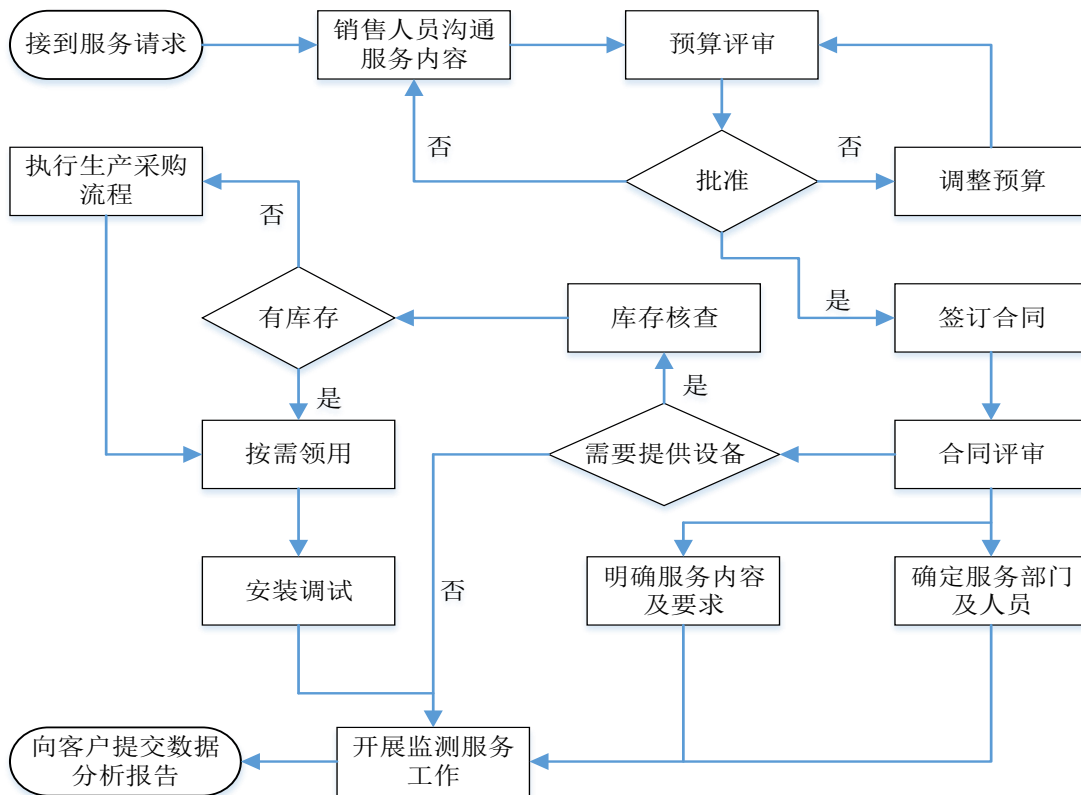 接到服务请求
销售人员沟通
服务内容
预算评审
否
否
执行生产采购
流程
批准
调整预算
否
是
有库存
库存核查
签订合同
是
是
按需领用
需要提供设备
合同评审
安装调试
否
明确服务内容
及要求
确定服务部门
及人员
向客户提交数据
分析报告
开展监测服务
工作